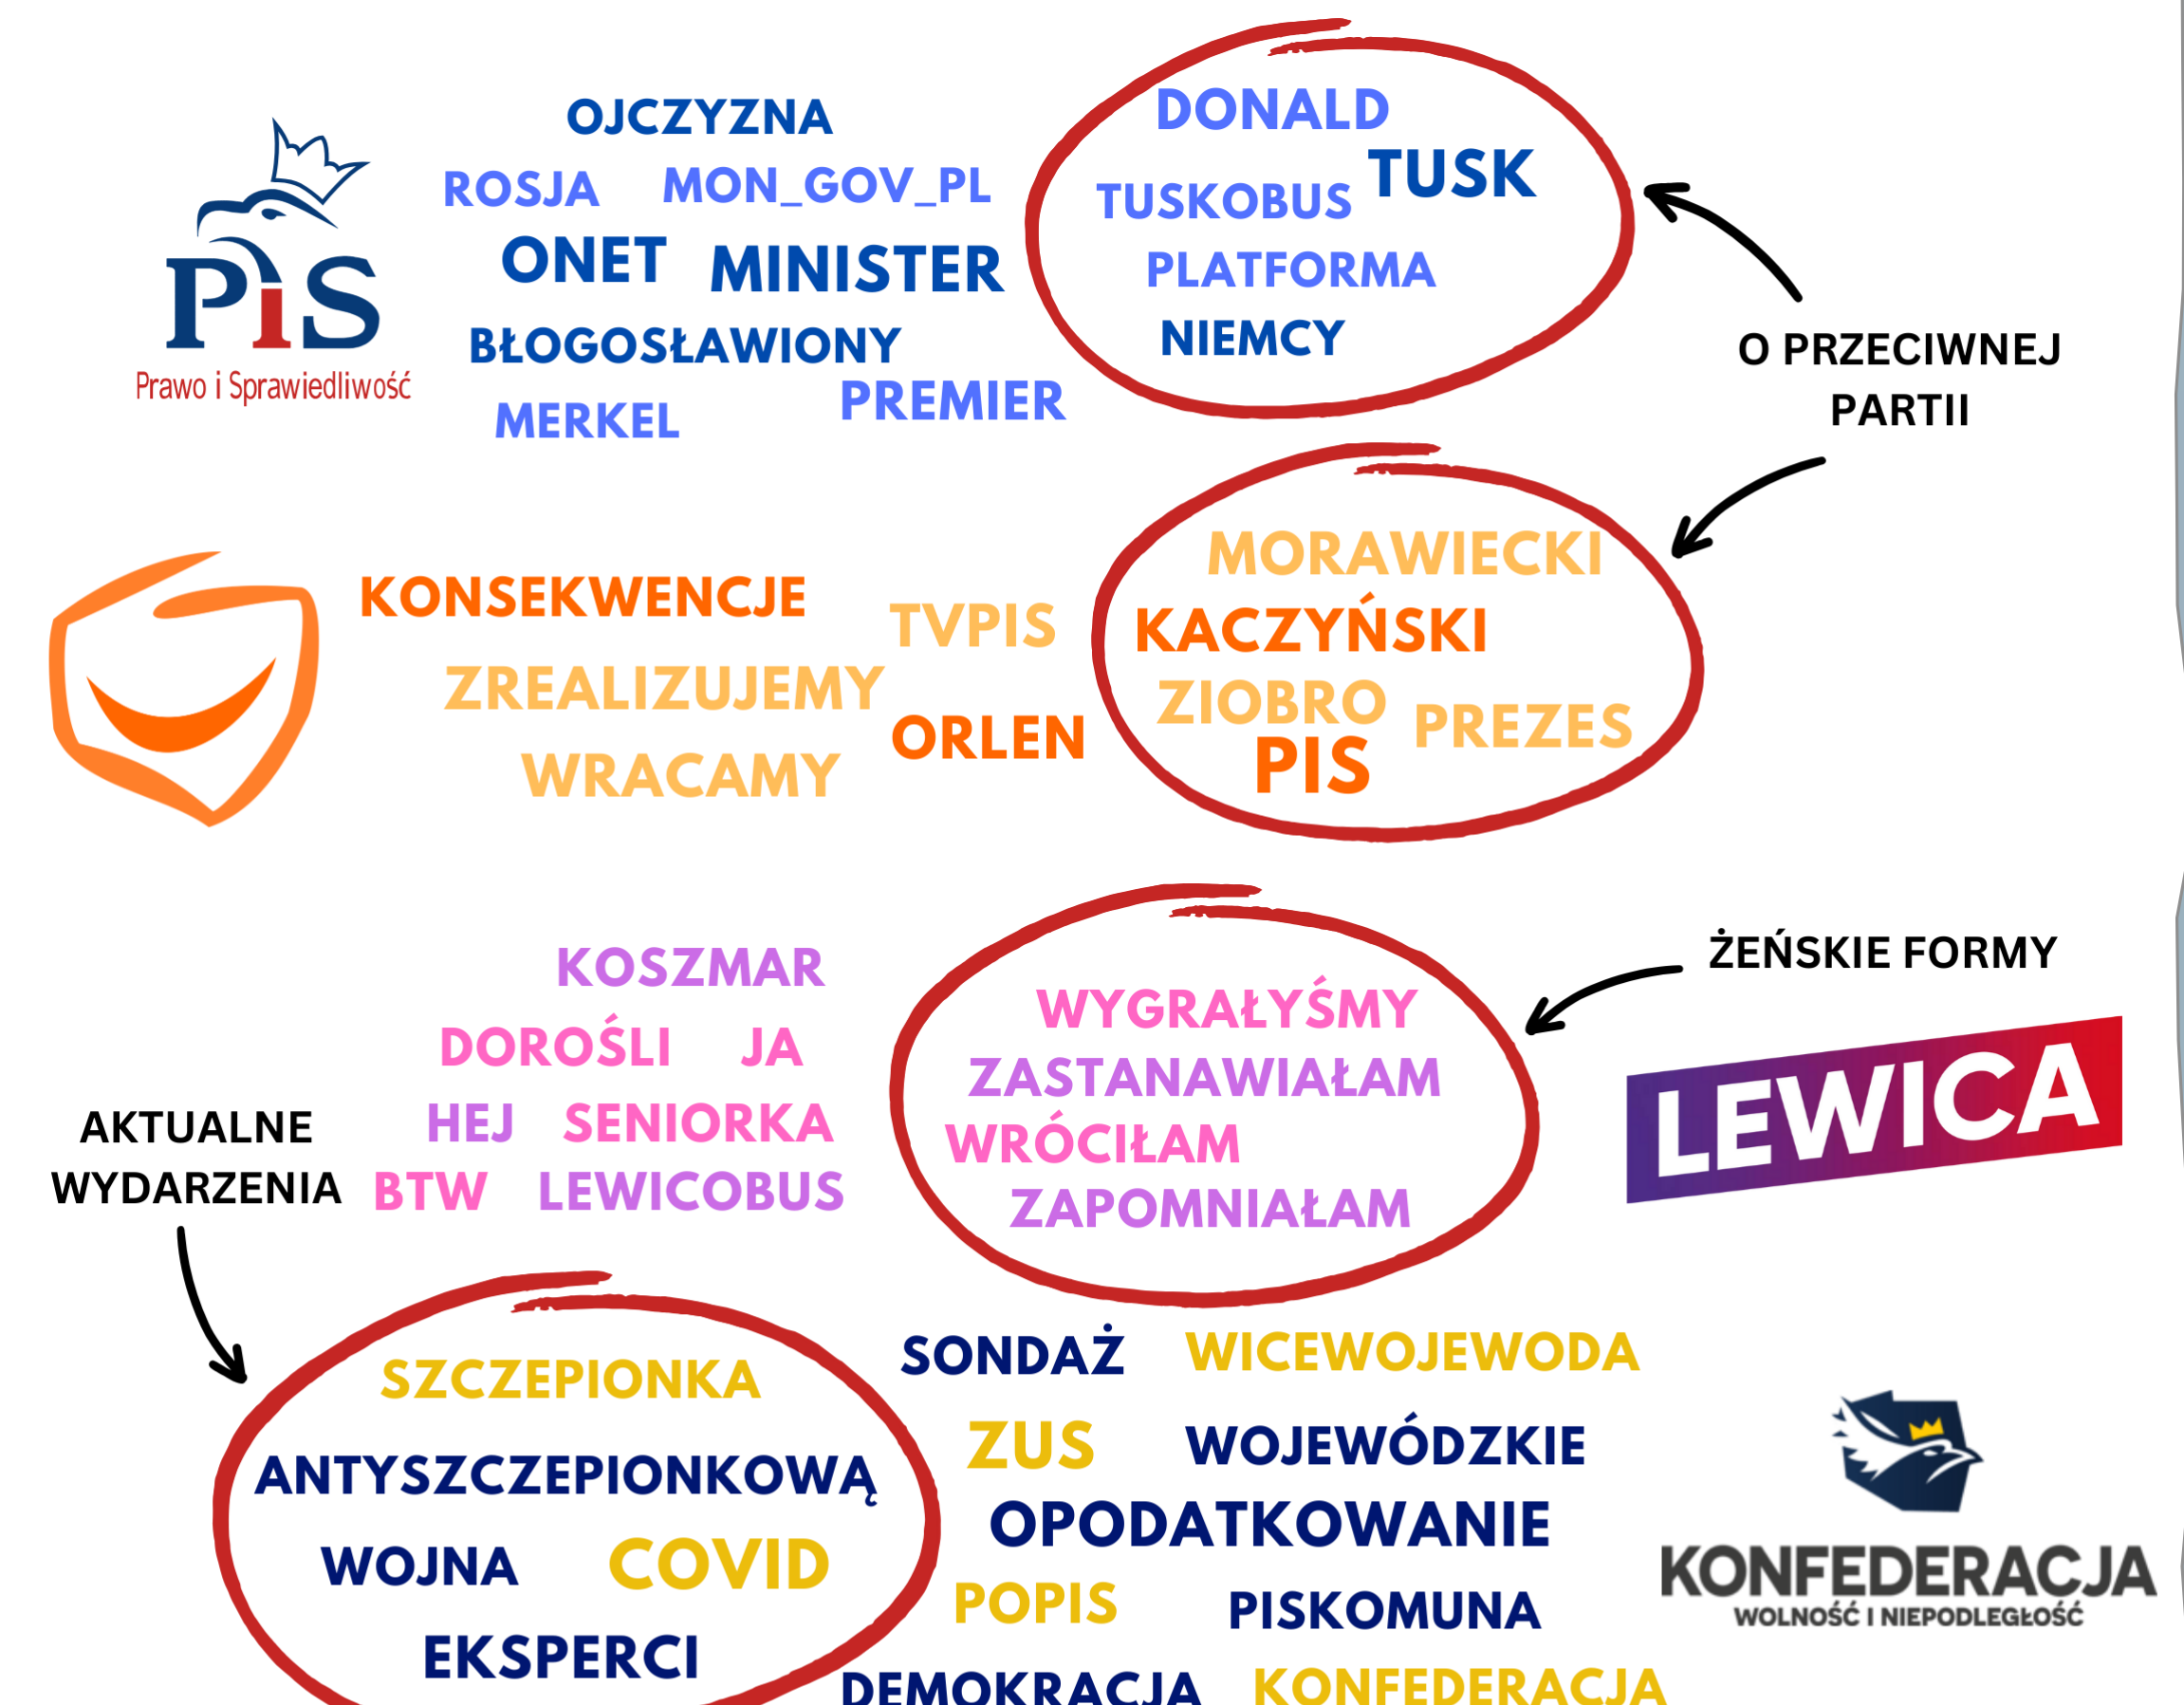 OJCZYZNA
ROSJA MON_GOV_PL
ONET MINISTER
BŁOGOSŁAWIONY
MERKEL PREMIER
PiS
Prawo i Sprawiedliwość
DONALD
TUSKOBUS TUSK
PLATFORMA
NIEMCY
O PRZECIWNEJ
PARTII
KONSEKWENCJE
TVPIS
ZREALIZUJEMY
ORLEN
WRACAMY
MORAWIECKI
KACZYŃSKI
ZIOBRO PREZES
PIS
KOSZMAR
DOROŚLI JA
HEJ SENIORKA
BTW LEWICOBUS
WYGRAŁYŚMY
ZASTANAWIAŁAM
WRÓCIŁAM
ZAPOMNIAŁAM
ŻEŃSKIE FORMY
LEWICA
AKTUALNE
WYDARZENIA
SZCZEPIONKA
ANTYSZCZEPIONKOWĄ
WOJNA COVID
EKSPERCI
SONDAŻ WICEWOJEWODA
ZUS WOJEWÓDZKIE
OPODATKOWANIE
POPIS PISKOMUNA
DEMOKRACJA KONFEDERACJA
KONFEDERACJA
WOLNOŚĆ I NIEPODLEGŁOŚĆ